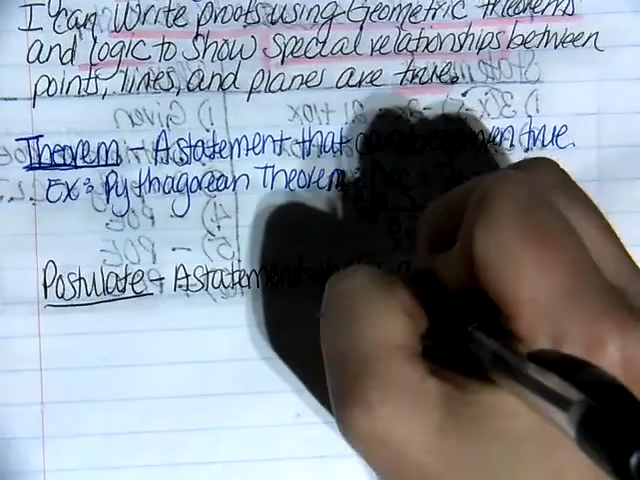 I can write proofs using Geometric theorems
and logic to show special relationships between
points, lines, and planes are true.
Theorem - A statement that can be proven true.
Ex: Pythagorean Theorem
Postulate - A statement